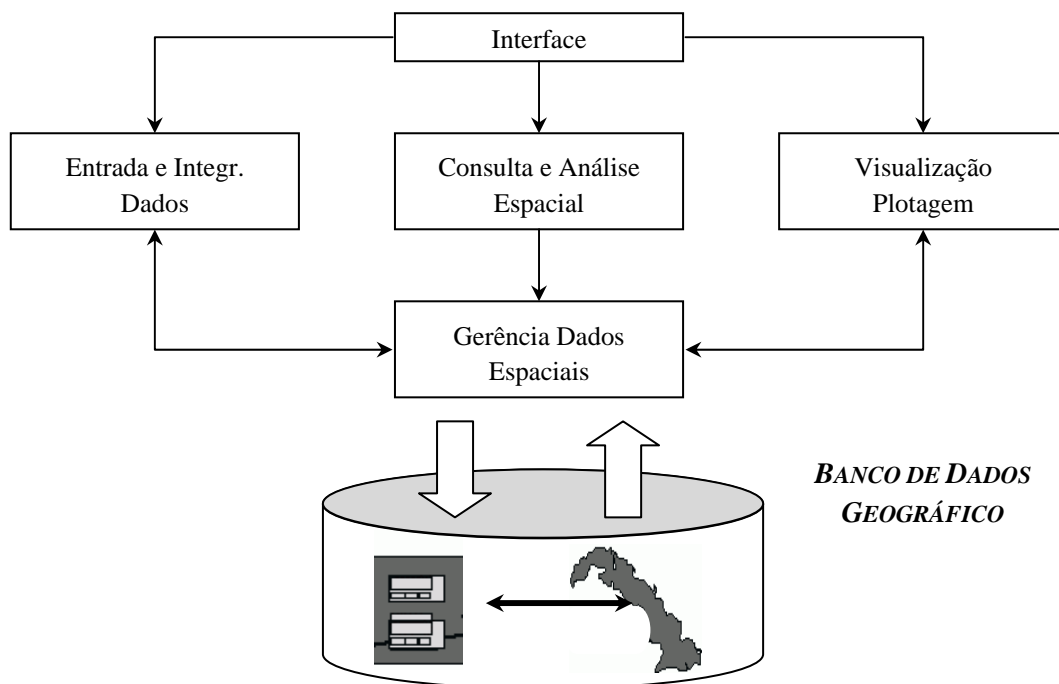 Interface
Entrada e Integr.
Dados
Consulta e Análise
Espacial
Visualização
Plotagem
Gerência Dados
Espaciais
BANCO DE DADOS
GEOGRÁFICO